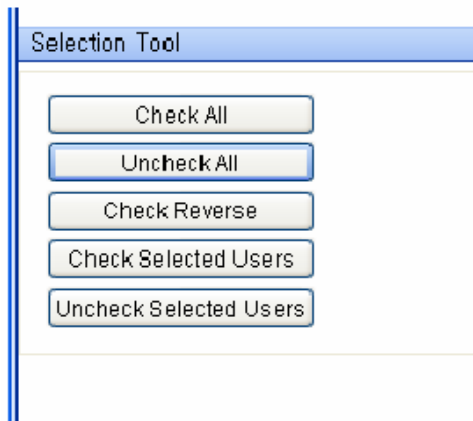 Selection Tool
Check All
Uncheck All
Check Reverse
Check Selected Users
Uncheck Selected Users